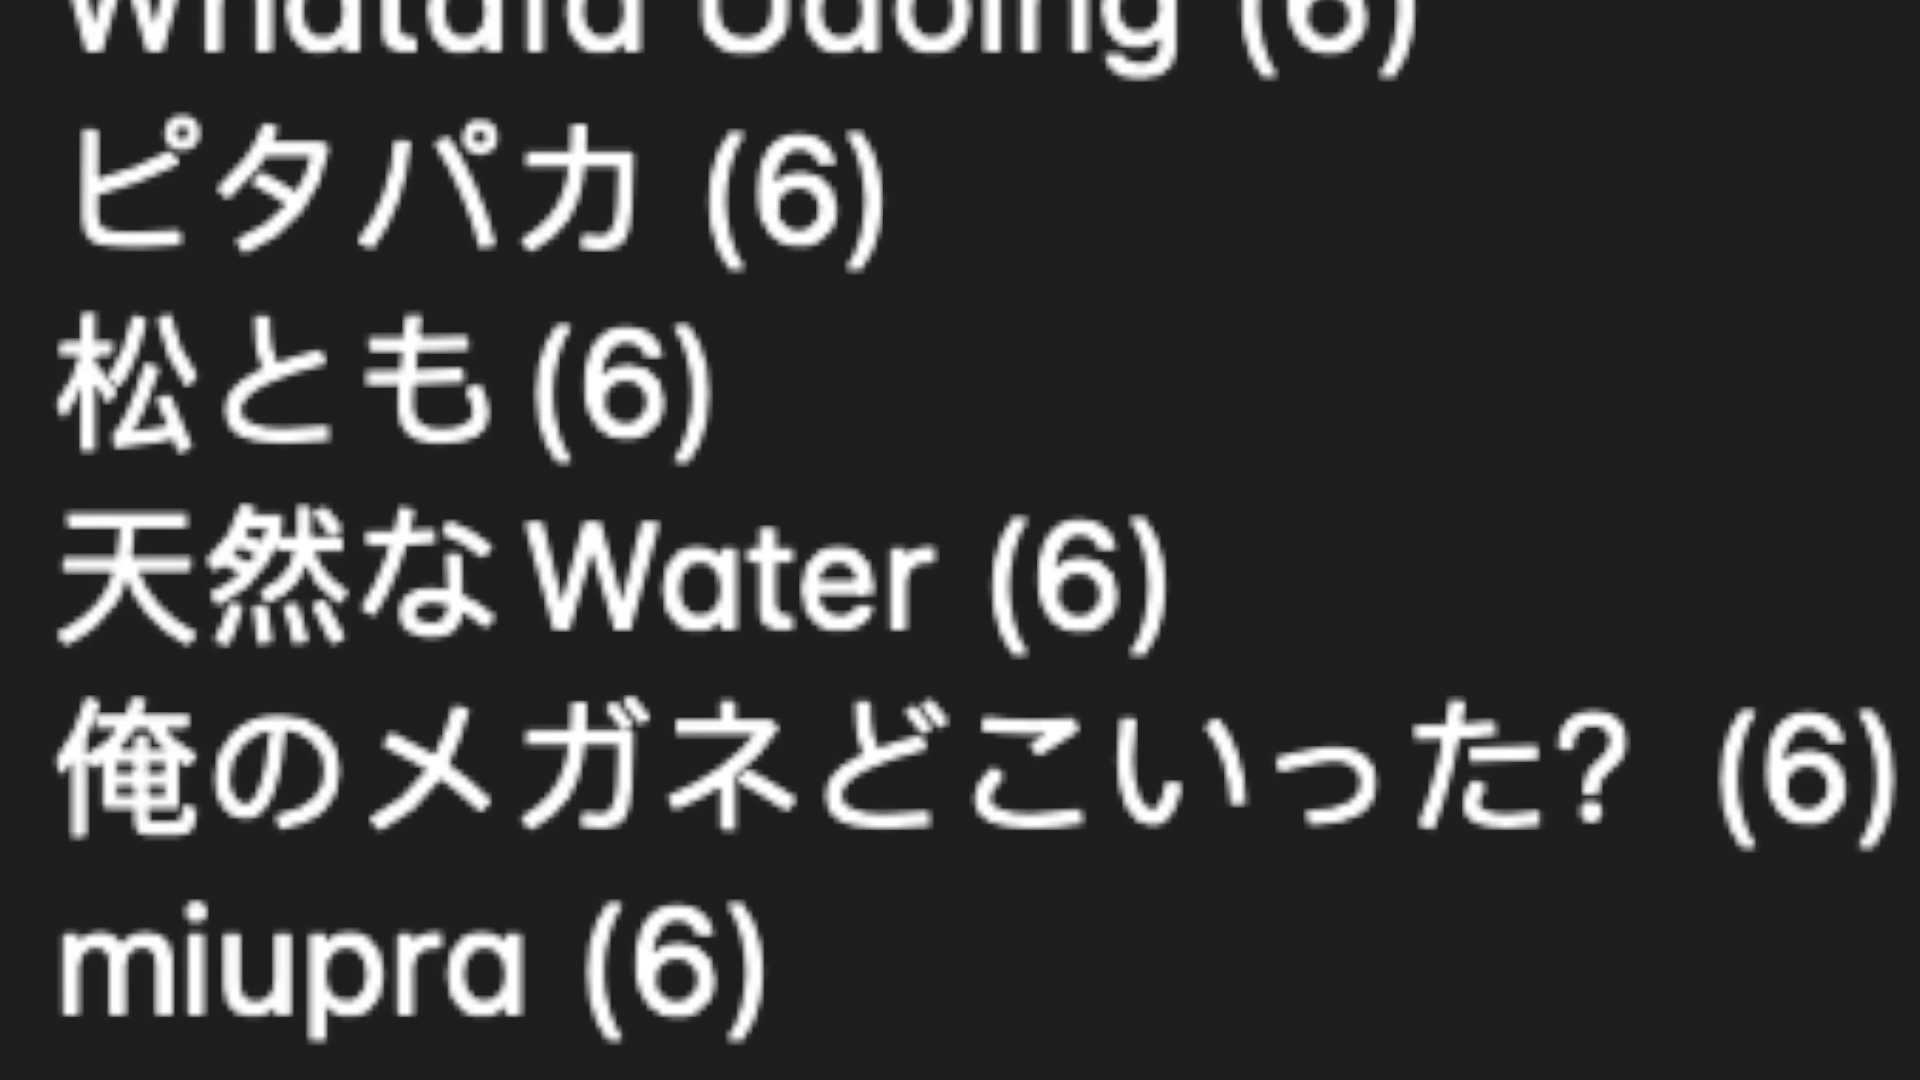 (6)
ピタパカ (6)
松とも (6)
天然なWater (6)
俺のメガネどこいった? (6)
miupra (6)